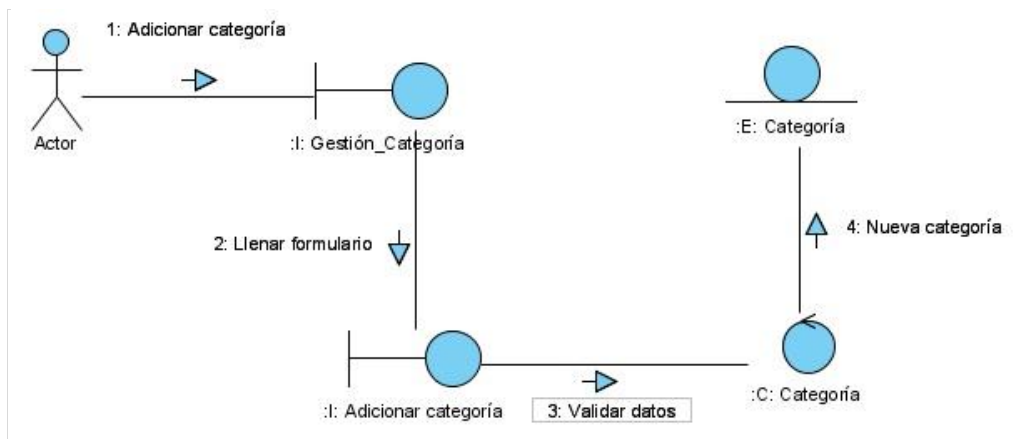 1: Adicionar categoría
Actor
:I: Gestión_Categoría
:E: Categoría
2: Llenar formulario
4: Nueva categoría
:I: Adicionar categoría
3: Validar datos
:C: Categoría